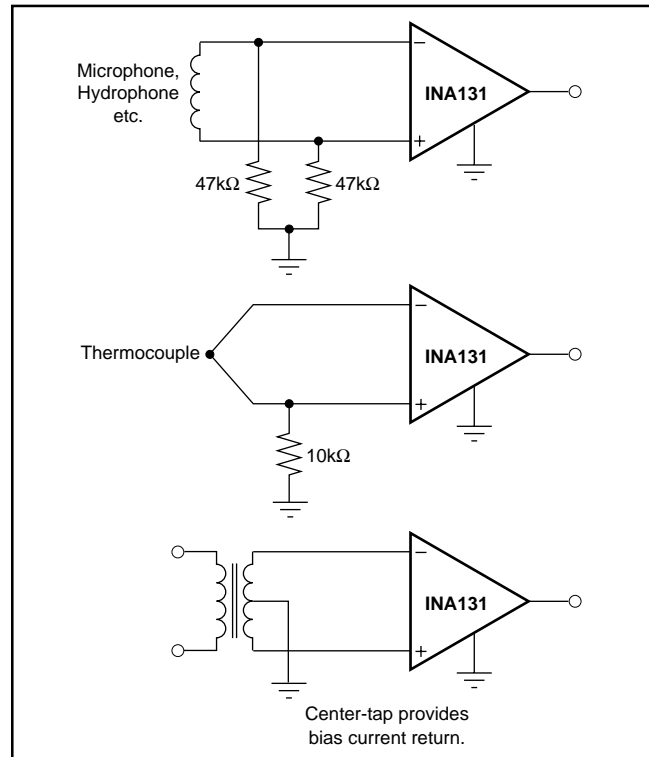 Microphone,
Hydrophone
etc.
−
INA131
+
47kΩ
47kΩ
−
Thermocouple
INA131
+
10kΩ
−
INA131
+
Center-tap provides
bias current return.